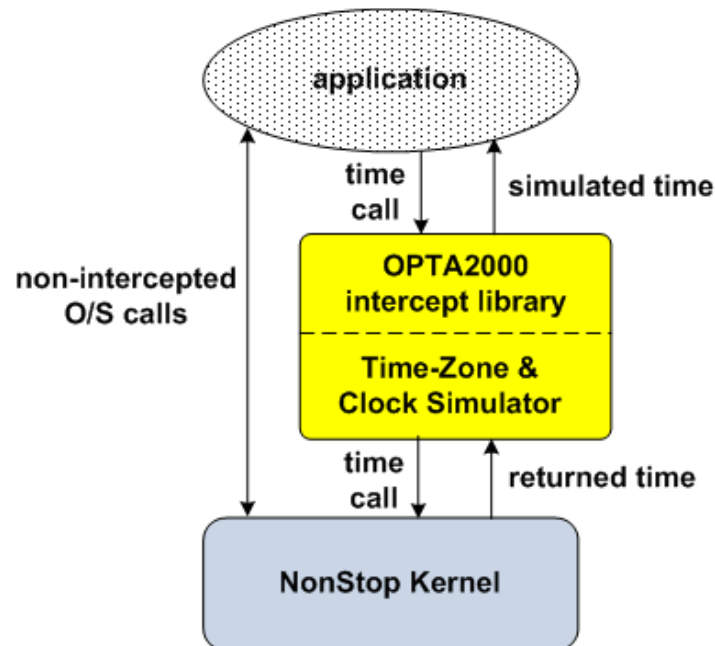 application
time
call
simulated time
non-intercepted
O/S calls
OPTA2000
intercept library
Time-Zone &
Clock Simulator
time
call
returned time
NonStop Kernel